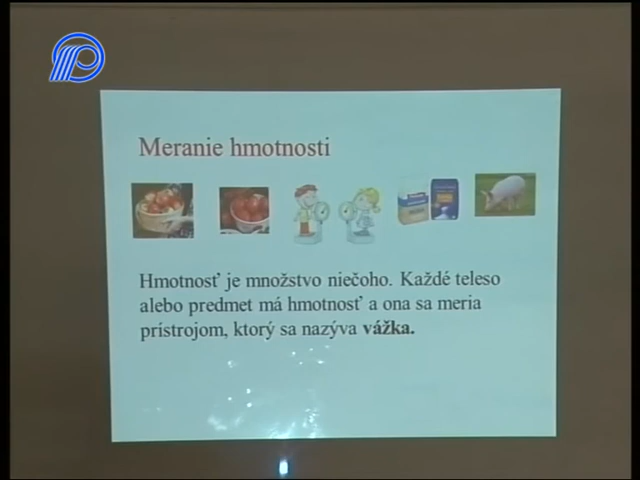 Meranie hmotnosti
Hmotnosť je množstvo niečoho. Každé teleso
alebo predmet má hmotnosť a ona sa meria
prístrojom, ktorý sa nazýva vážka.